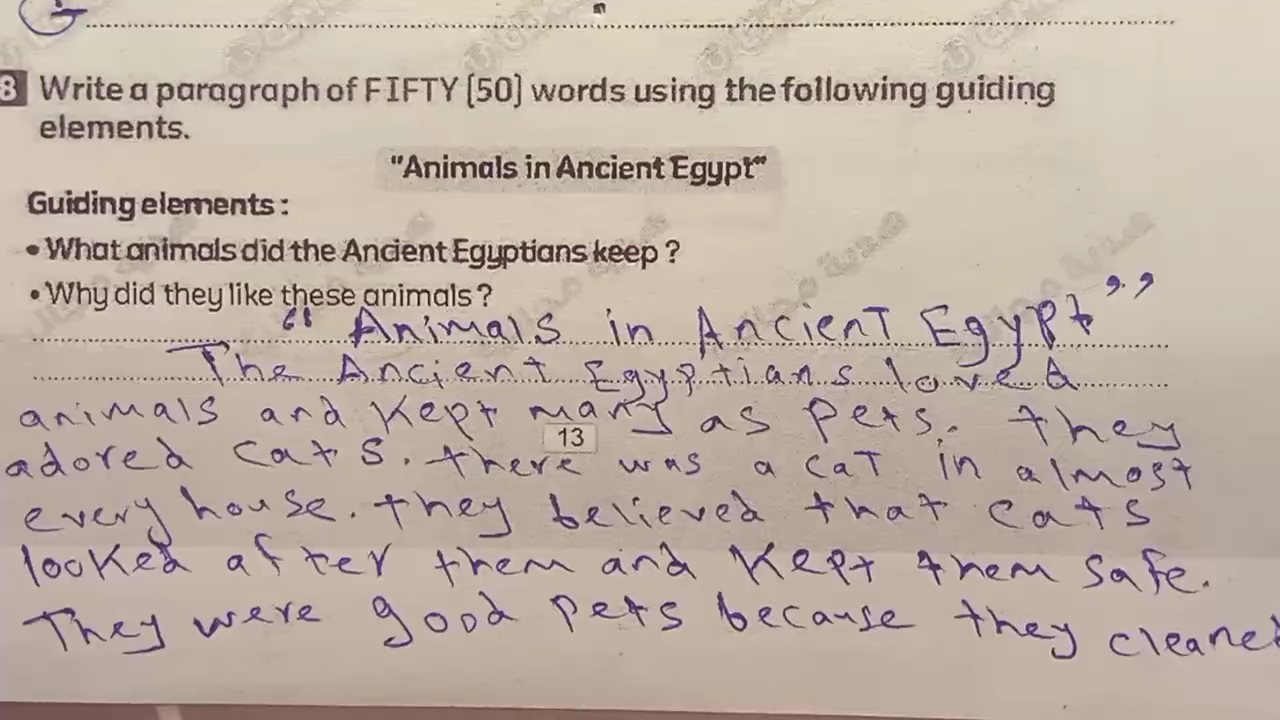 8 Write a paragraph of FIFTY (50) words using the following guiding
elements.
"Animals in Ancient Egypt"
Guiding elements :
• What animals did the Ancient Egyptians keep ?
• Why did they like these animals ?
“ Animals in Ancient Egypt ”
The Ancient Egyptians loved
animals and kept many as pets. they
13
adored cats. there was a cat in almost
every house. they believed that cats
looked after them and kept them safe.
They were good pets because they cleaned